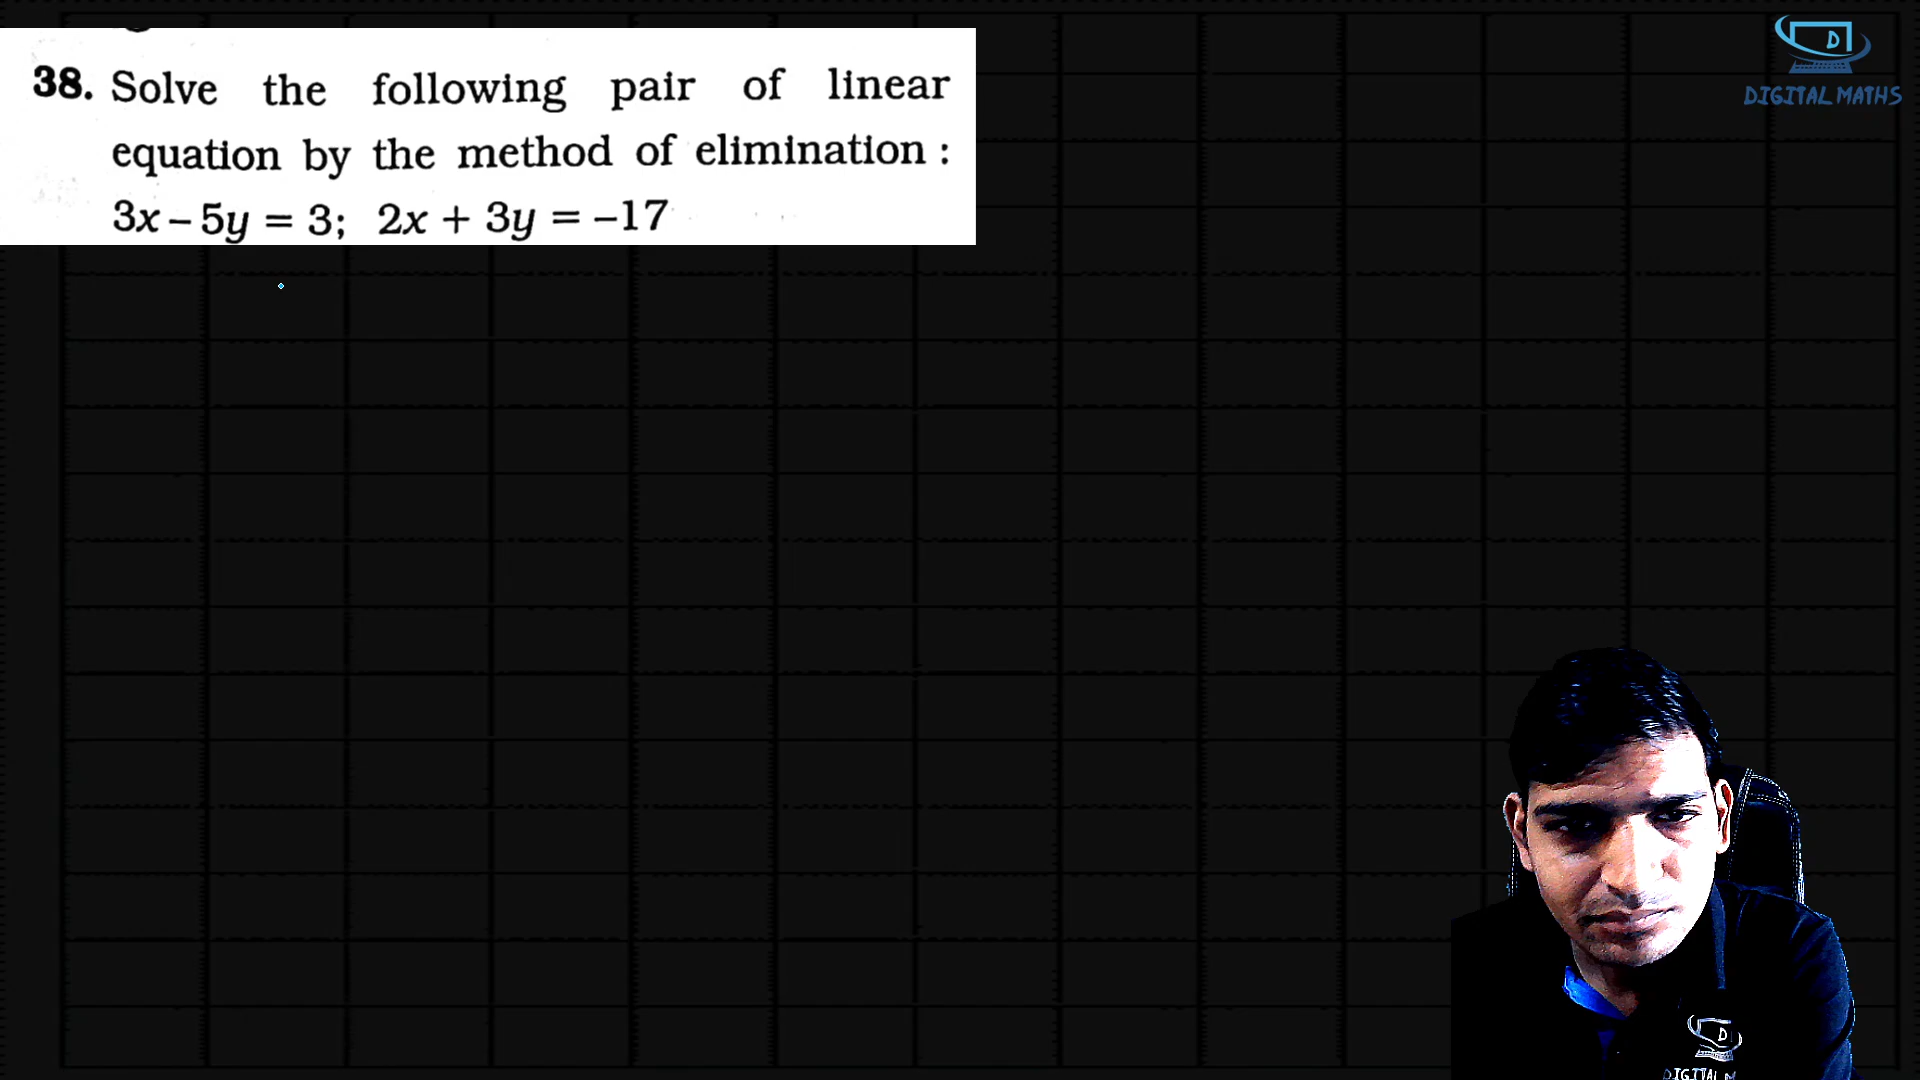 38. Solve the following pair of linear
equation by the method of elimination :
3x – 5y = 3; 2x + 3y = –17
D
DIGITAL MATHS
D